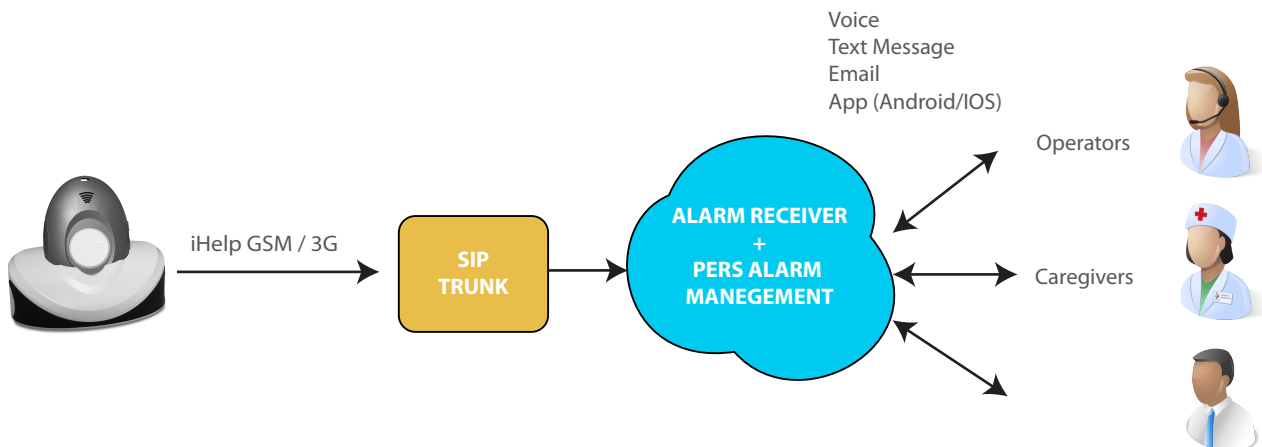 Voice
Text Message
Email
App (Android/IOS)
Operators
iHelp GSM / 3G
SIP
TRUNK
ALARM RECEIVER
+
PERS ALARM
MANEGEMENT
Caregivers